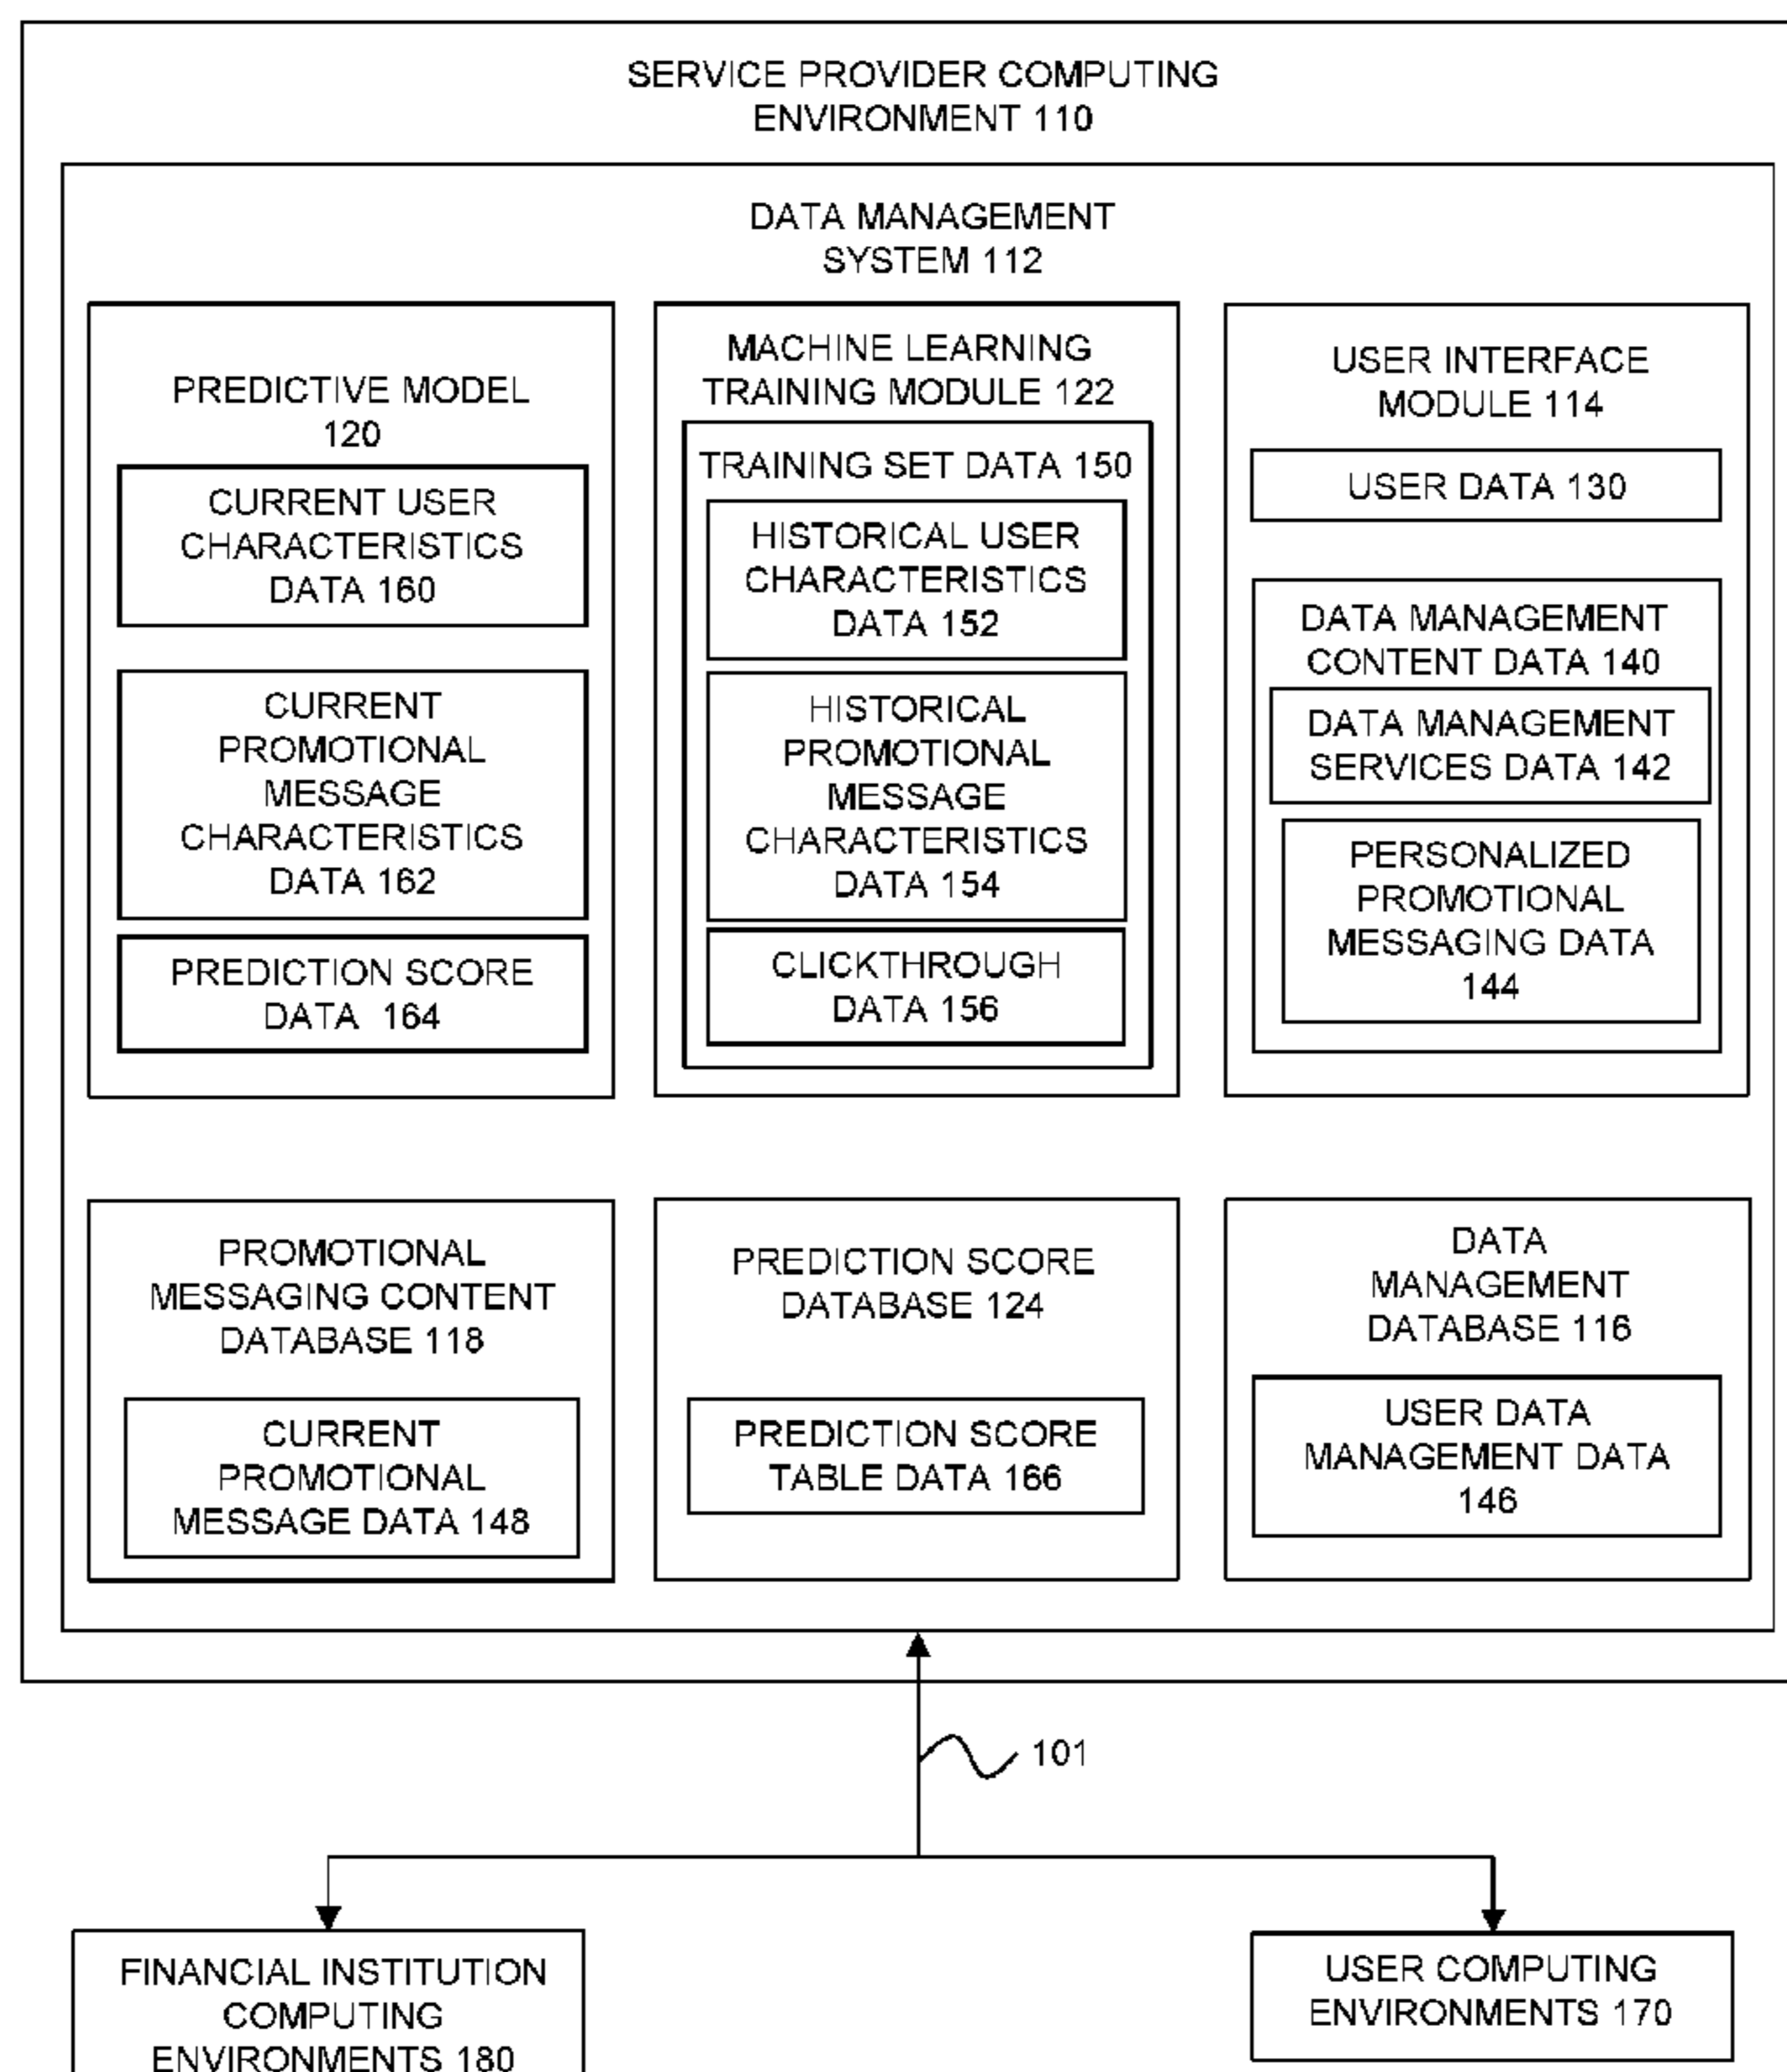 SERVICE PROVIDER COMPUTING
ENVIRONMENT 110
DATA MANAGEMENT
SYSTEM 112
PREDICTIVE MODEL
120
CURRENT USER
CHARACTERISTICS
DATA 160
CURRENT
PROMOTIONAL
MESSAGE
CHARACTERISTICS
DATA 162
PREDICTION SCORE
DATA 164
MACHINE LEARNING
TRAINING MODULE 122
TRAINING SET DATA 150
HISTORICAL USER
CHARACTERISTICS
DATA 152
HISTORICAL
PROMOTIONAL
MESSAGE
CHARACTERISTICS
DATA 154
CLICKTHROUGH
DATA 156
USER INTERFACE
MODULE 114
USER DATA 130
DATA MANAGEMENT
CONTENT DATA 140
DATA MANAGEMENT
SERVICES DATA 142
PERSONALIZED
PROMOTIONAL
MESSAGING DATA
144
PROMOTIONAL
MESSAGING CONTENT
DATABASE 118
CURRENT
PROMOTIONAL
MESSAGE DATA 148
PREDICTION SCORE
DATABASE 124
PREDICTION SCORE
TABLE DATA 166
DATA
MANAGEMENT
DATABASE 116
USER DATA
MANAGEMENT DATA
146
101
FINANCIAL INSTITUTION
COMPUTING
ENVIRONMENTS 180
USER COMPUTING
ENVIRONMENTS 170